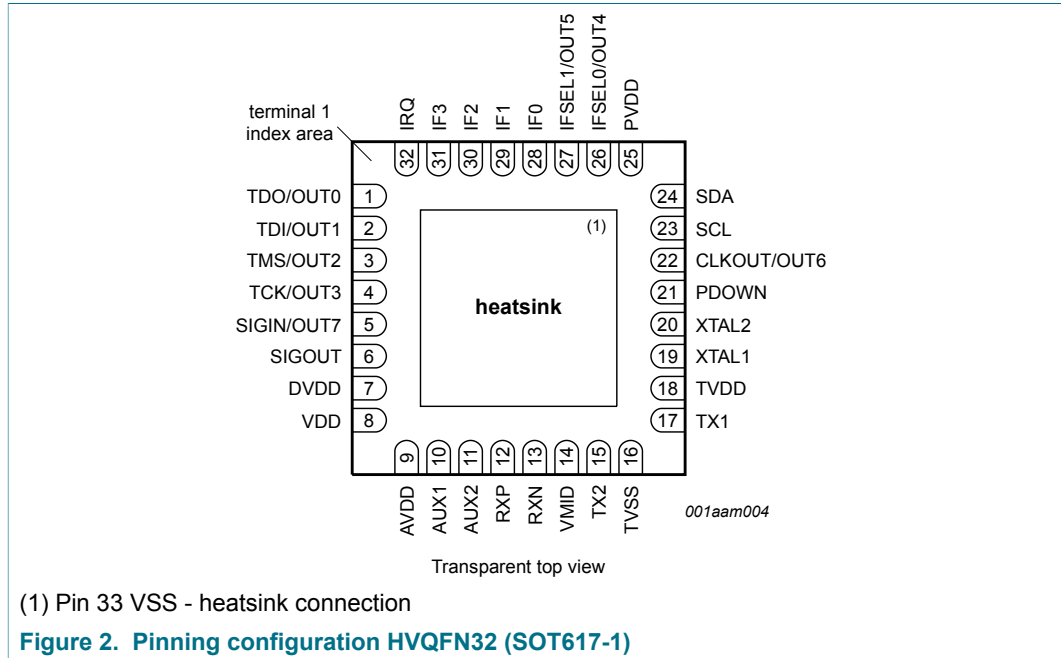 IRQ
IF3
IF2
IF1
IF0
IFSEL1/OUT5
IFSEL0/OUT4
PVDD
terminal 1
index area
32
31
30
29
28
27
26
25
TDO/OUT0 1
TDI/OUT1 2
TMS/OUT2 3
TCK/OUT3 4
SIGIN/OUT7 5
SIGOUT 6
DVDD 7
VDD 8
(1)
heatsink
24 SDA
23 SCL
22 CLKOUT/OUT6
21 PDOWN
20 XTAL2
19 XTAL1
18 TVDD
17 TX1
9
10
11
12
13
14
15
16
AVDD
AUX1
AUX2
RXP
RXN
VMID
TX2
TVSS
001aam004
Transparent top view
(1) Pin 33 VSS - heatsink connection
Figure 2. Pinning configuration HVQFN32 (SOT617-1)